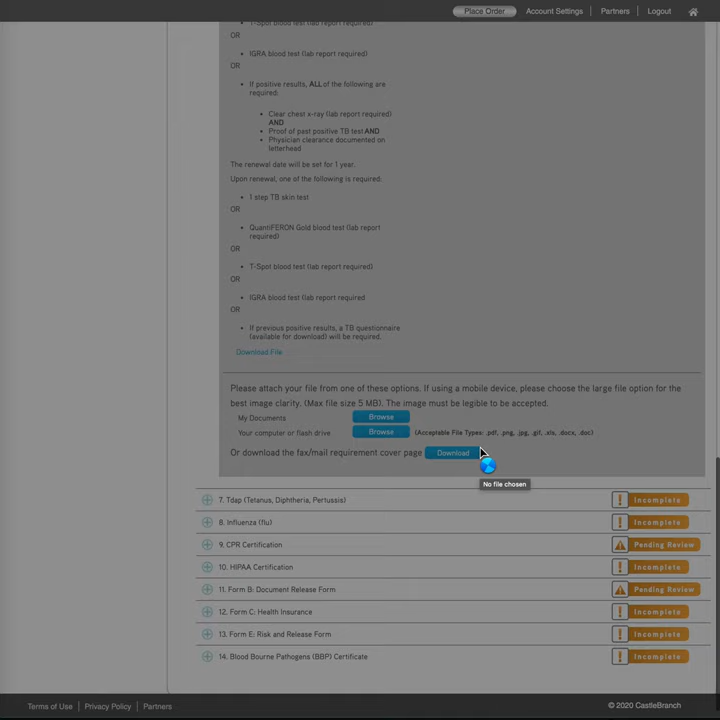 Place Order
Account Settings
Partners
Logout
T-Spot blood test (lab report required)
OR
IGRA blood test (lab report required)
OR
If positive results, ALL of the following are
required:
Clear chest x-ray (lab report required)
AND
Proof of past positive TB test AND
Physician clearance documented on
letterhead
The renewal date will be set for 1 year.
Upon renewal, one of the following is required:
1 step TB skin test
OR
QuantiFERON Gold blood test (lab report
required)
OR
T-Spot blood test (lab report required)
OR
IGRA blood test (lab report required
OR
If previous positive results, a TB questionnaire
(available for download) will be required.
Download File
Please attach your file from one of these options. If using a mobile device, please choose the large file option for the
best image clarity. (Max file size 5 MB). The image must be legible to be accepted.
My Documents Browse
Your computer or flash drive Browse (Acceptable File Types: .pdf, .png, .jpg, .gif, .xls, .docx, .doc)
Or download the fax/mail requirement cover page Download
No file chosen
7. Tdap (Tetanus, Diphtheria, Pertussis) Incomplete
8. Influenza (flu) Incomplete
9. CPR Certification Pending Review
10. HIPAA Certification Incomplete
11. Form B: Document Release Form Pending Review
12. Form C: Health Insurance Incomplete
13. Form E: Risk and Release Form Incomplete
14. Blood Bourne Pathogens (BBP) Certificate Incomplete
Terms of Use | Privacy Policy | Partners © 2020 CastleBranch